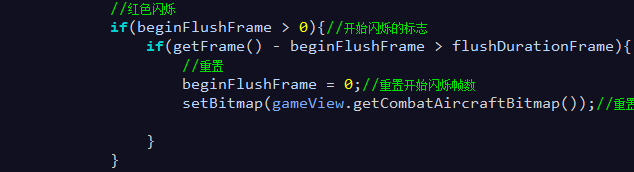 //红色闪烁
if(beginFlushFrame > 0){//开始闪烁的标志
if(getFrame() - beginFlushFrame > flushDurationFrame){
//重置
beginFlushFrame = 0;//重置开始闪烁帧数
setBitmap(gameView.getCombatAircraftBitmap());//重置
}
}